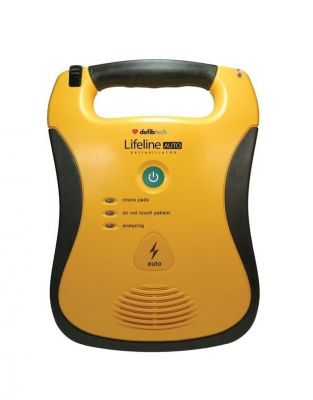 defibtech
Lifeline AUTO
DEFIBRILLATOR
check pads
do not touch patient
analyzing
auto